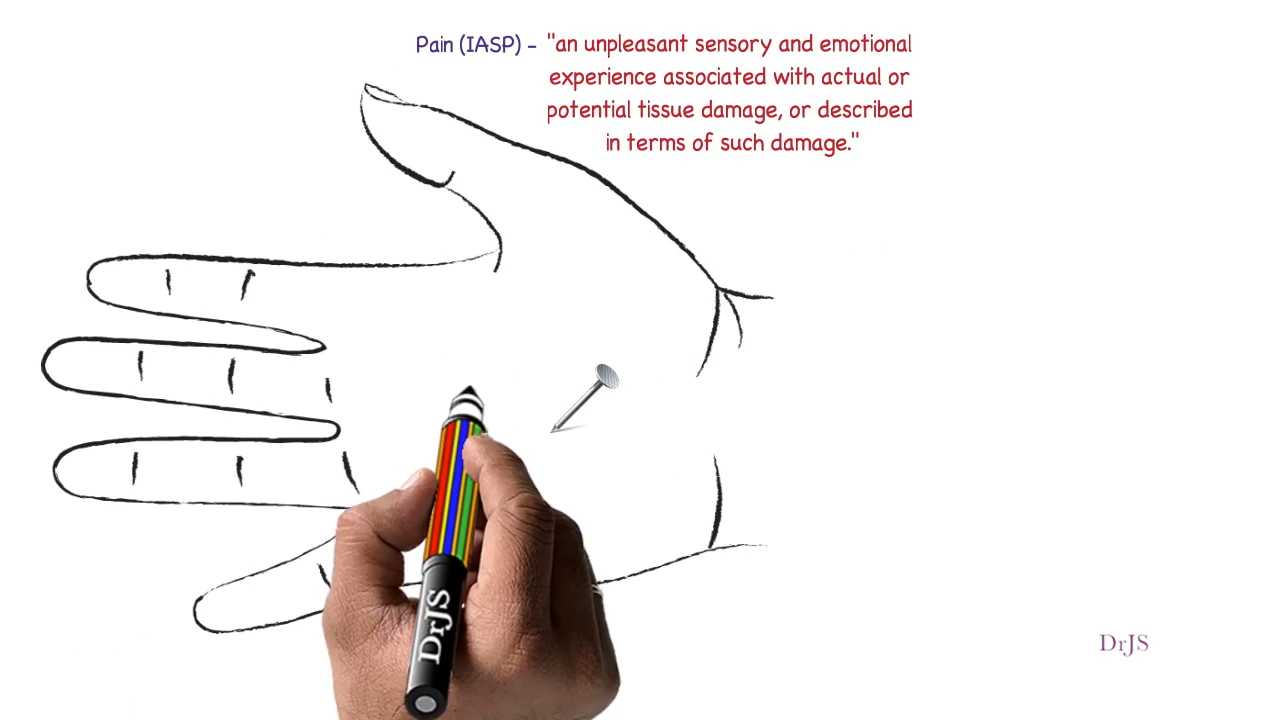 Pain (IASP) – "an unpleasant sensory and emotional
experience associated with actual or
potential tissue damage, or described
in terms of such damage."
DrJS
DrJS